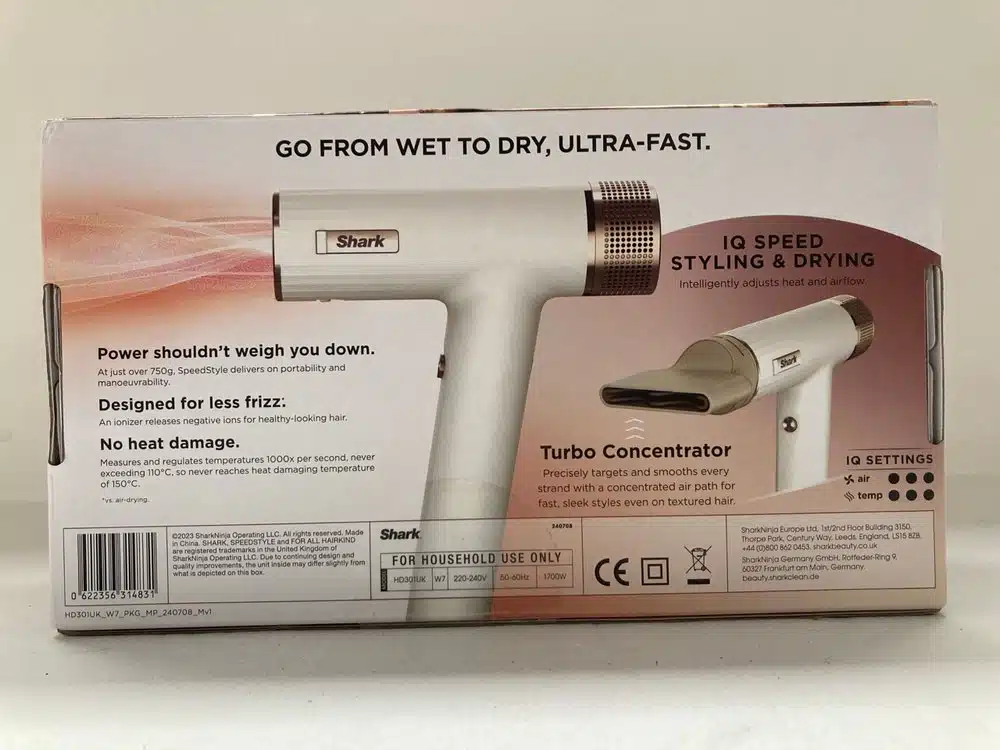 GO FROM WET TO DRY, ULTRA-FAST.
Shark
IQ SPEED
STYLING & DRYING
Intelligently adjusts heat and airflow
Shark
Power shouldn't weigh you down.
At just over 750g, SpeedStyle delivers on portability and
manoeuvrability.
Designed for less frizz*.
An ionizer releases negative ions for healthy-looking hair.
No heat damage.
Measures and regulates temperatures 1000x per second, never
exceeding 110°C, so never reaches heat damaging temperature
of 150°C.
*vs. air-drying.
Turbo Concentrator
Precisely targets and smooths every
strand with a concentrated air path for
fast, sleek styles even on textured hair.
IQ SETTINGS
air
temp
0 622356 314831
©2023 SharkNinja Operating LLC. All rights reserved. Made
in China. SHARK, SPEEDSTYLE and FOR ALL HAIRKIND
are registered trademarks in the United Kingdom of
SharkNinja Operating LLC. Due to continuing design and
quality improvements, the unit inside may differ slightly from
what is depicted on this box.
Shark
240708
FOR HOUSEHOLD USE ONLY
HD301UK W7 220-240V 50-60Hz 1700W
CE
SharkNinja Europe Ltd, 1st/2nd Floor Building 3150,
Thorpe Park, Century Way, Leeds, England, LS15 8ZB.
+44 (0)800 862 0453. sharkbeauty.co.uk
SharkNinja Germany GmbH, Rotfeder-Ring 9,
60327 Frankfurt am Main, Germany.
beauty.sharkclean.de
HD301UK_W7_PKG_MP_240708_Mv1